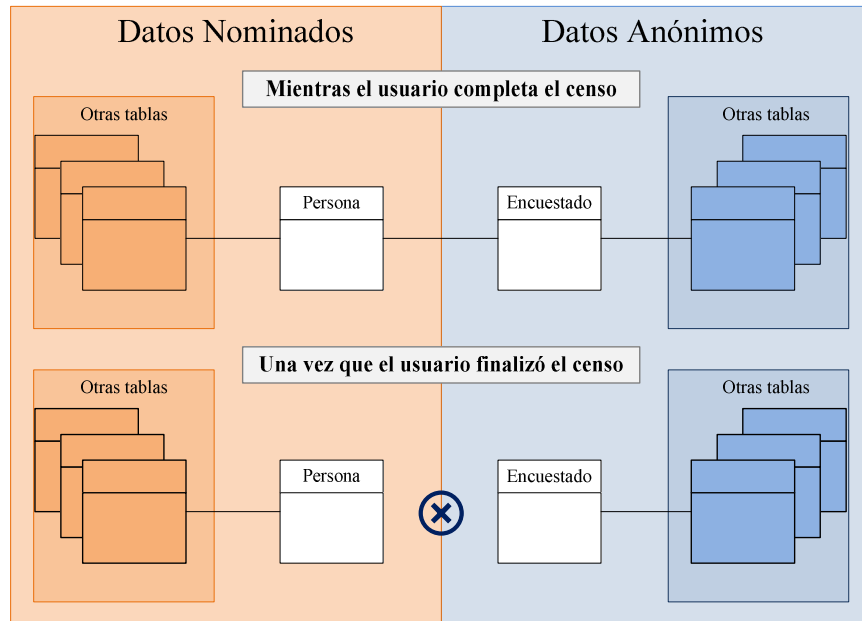 Datos Nominados
Datos Anónimos
Mientras el usuario completa el censo
Otras tablas
Otras tablas
Persona
Encuestado
Una vez que el usuario finalizó el censo
Otras tablas
Otras tablas
Persona
Encuestado